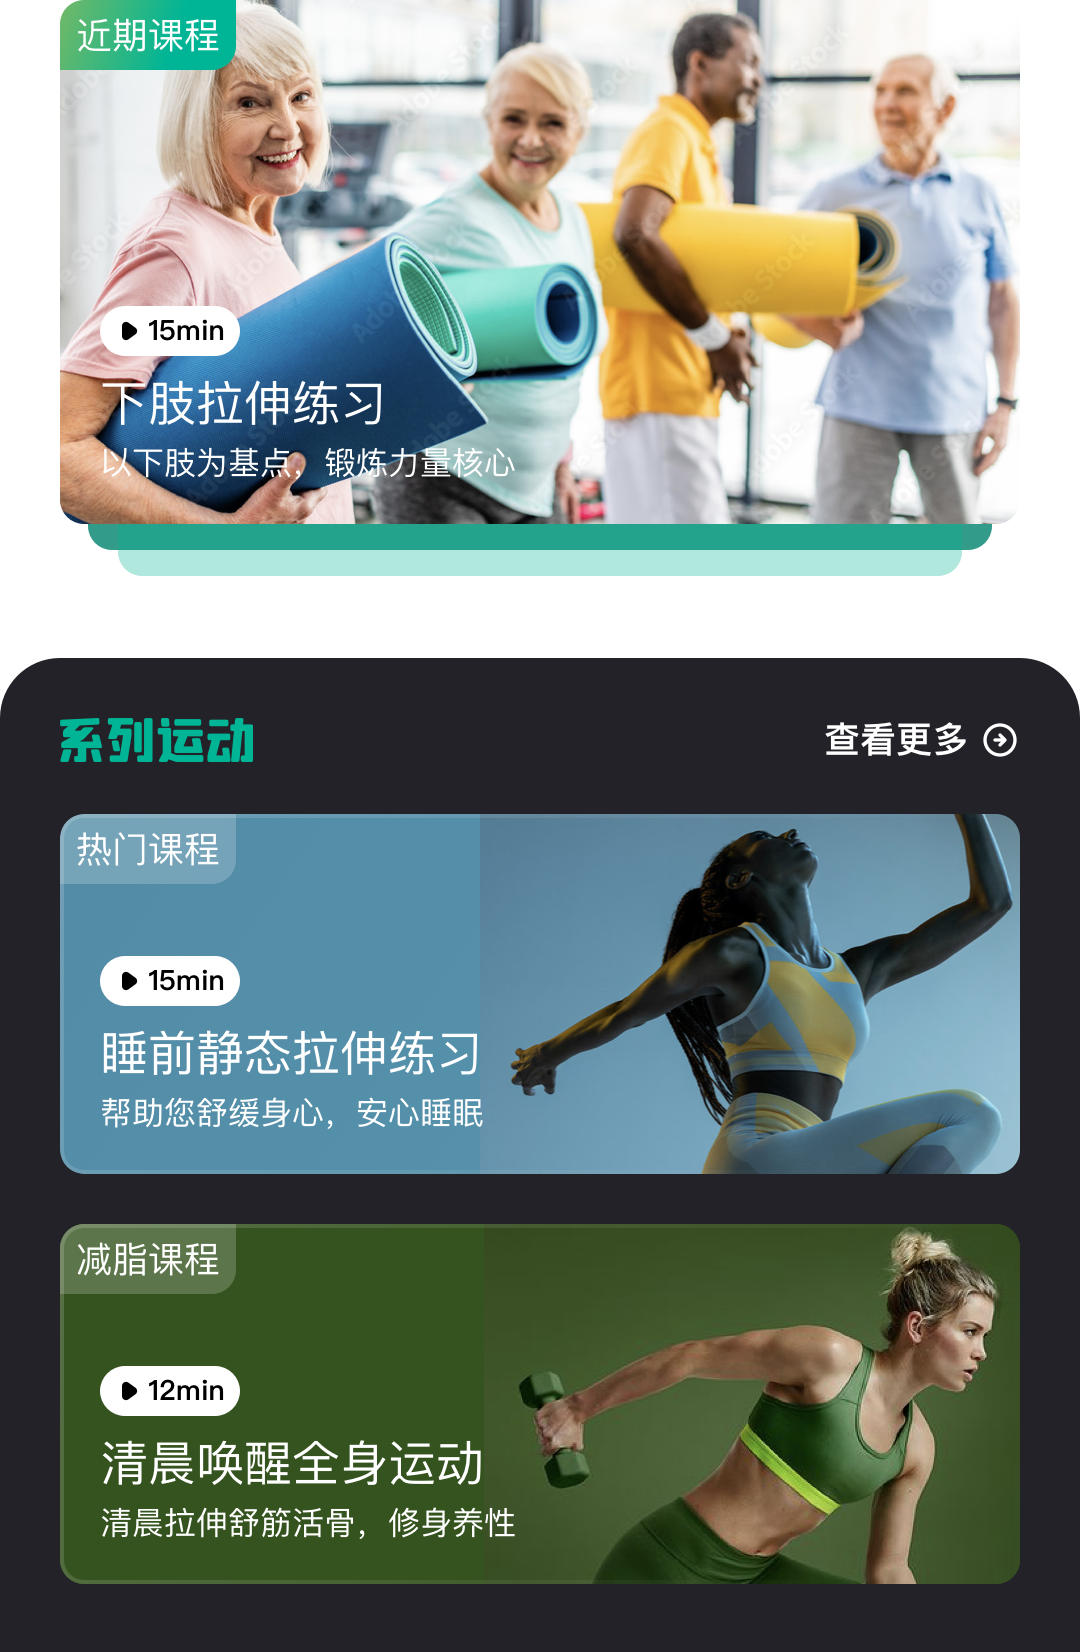 近期课程
15min
下肢拉伸练习
以下肢为基点，锻炼力量核心
系列运动
查看更多
热门课程
15min
睡前静态拉伸练习
帮助您舒缓身心，安心睡眠
减脂课程
12min
清晨唤醒全身运动
清晨拉伸舒筋活骨，修身养性